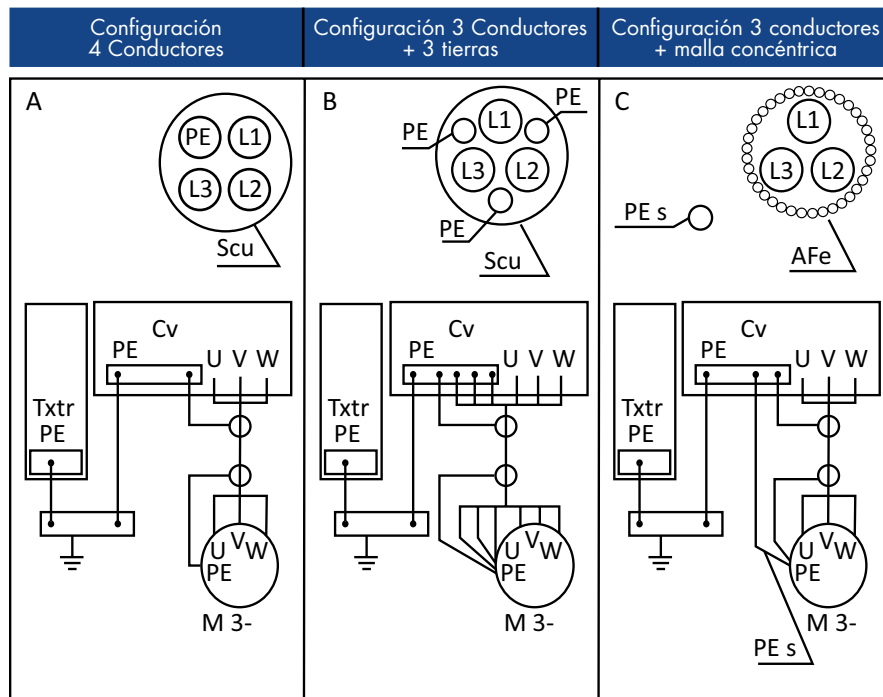 Configuración
4 Conductores
Configuración 3 Conductores
+ 3 tierras
Configuración 3 conductores
+ malla concéntrica
A
PE L1
L3 L2
Scu
Cv
PE
U V W
Txtr
PE
U V W
PE
M 3-
B
PE
PE
L1
L3 L2
PE
Scu
Cv
PE
U V W
Txtr
PE
U V W
PE
M 3-
C
L1
L3 L2
PE s
AFe
Cv
PE
U V W
Txtr
PE
U V W
PE
M 3-
PE s